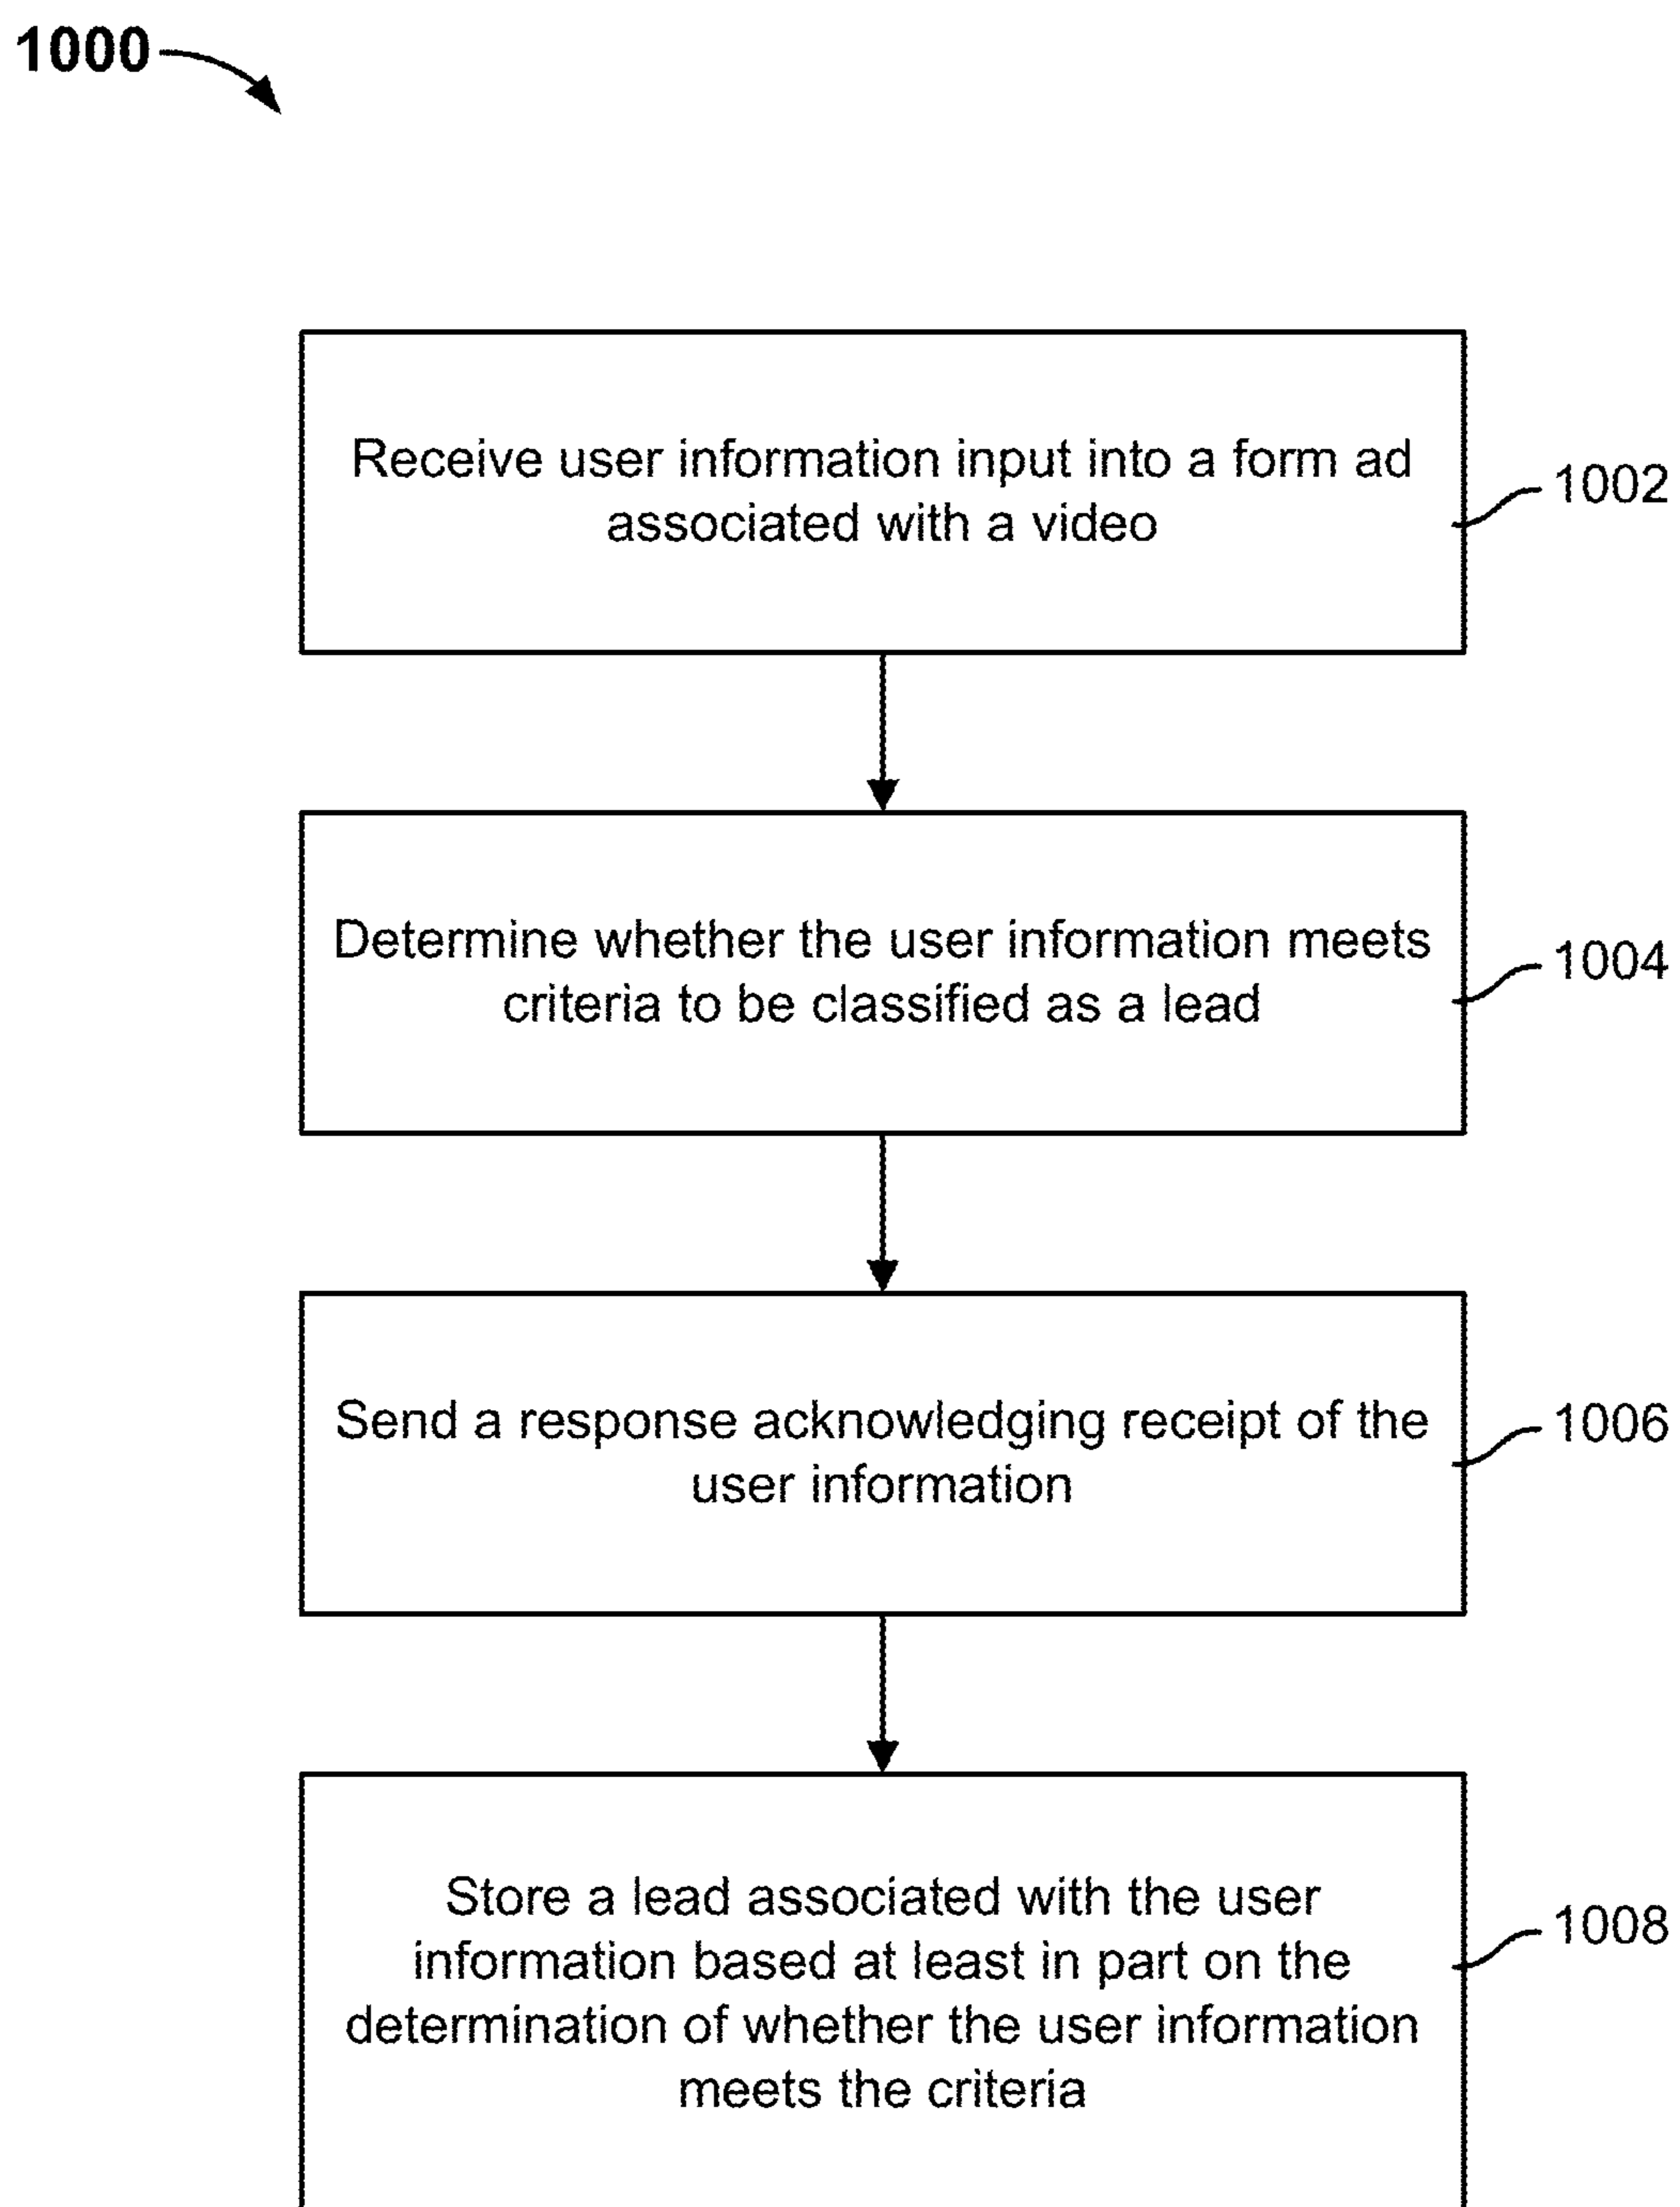 1000
Receive user information input into a form ad
associated with a video
1002
Determine whether the user information meets
criteria to be classified as a lead
1004
Send a response acknowledging receipt of the
user information
1006
Store a lead associated with the user
information based at least in part on the
determination of whether the user information
meets the criteria
1008